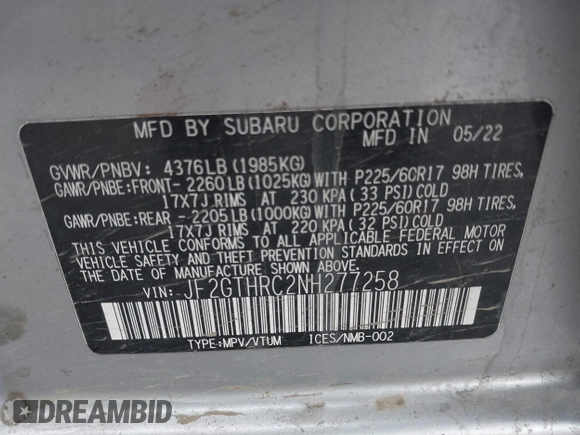 MFD BY SUBARU CORPORATION
MFD IN 05/22
GVWR/PNBV: 4376LB(1985KG)
GAWR/PNBE:FRONT-2260LB(1025KG)WITH P225/60R17 98H TIRES,
17X7J RIMS AT 230 KPA(33 PSI)COLD
GAWR/PNBE:REAR -2205LB(1000KG)WITH P225/60R17 98H TIRES,
17X7J RIMS AT 220 KPA(32 PSI)COLD
THIS VEHICLE CONFORMS TO ALL APPLICABLE FEDERAL MOTOR
VEHICLE SAFETY AND THEFT PREVENTION STANDARDS IN
EFFECT ON THE DATE OF MANUFACTURE SHOWN ABOVE.
VIN: JF2GTHRC2NH277258
TYPE:MPV/VTUM ICES/NMB-002
DREAMBID